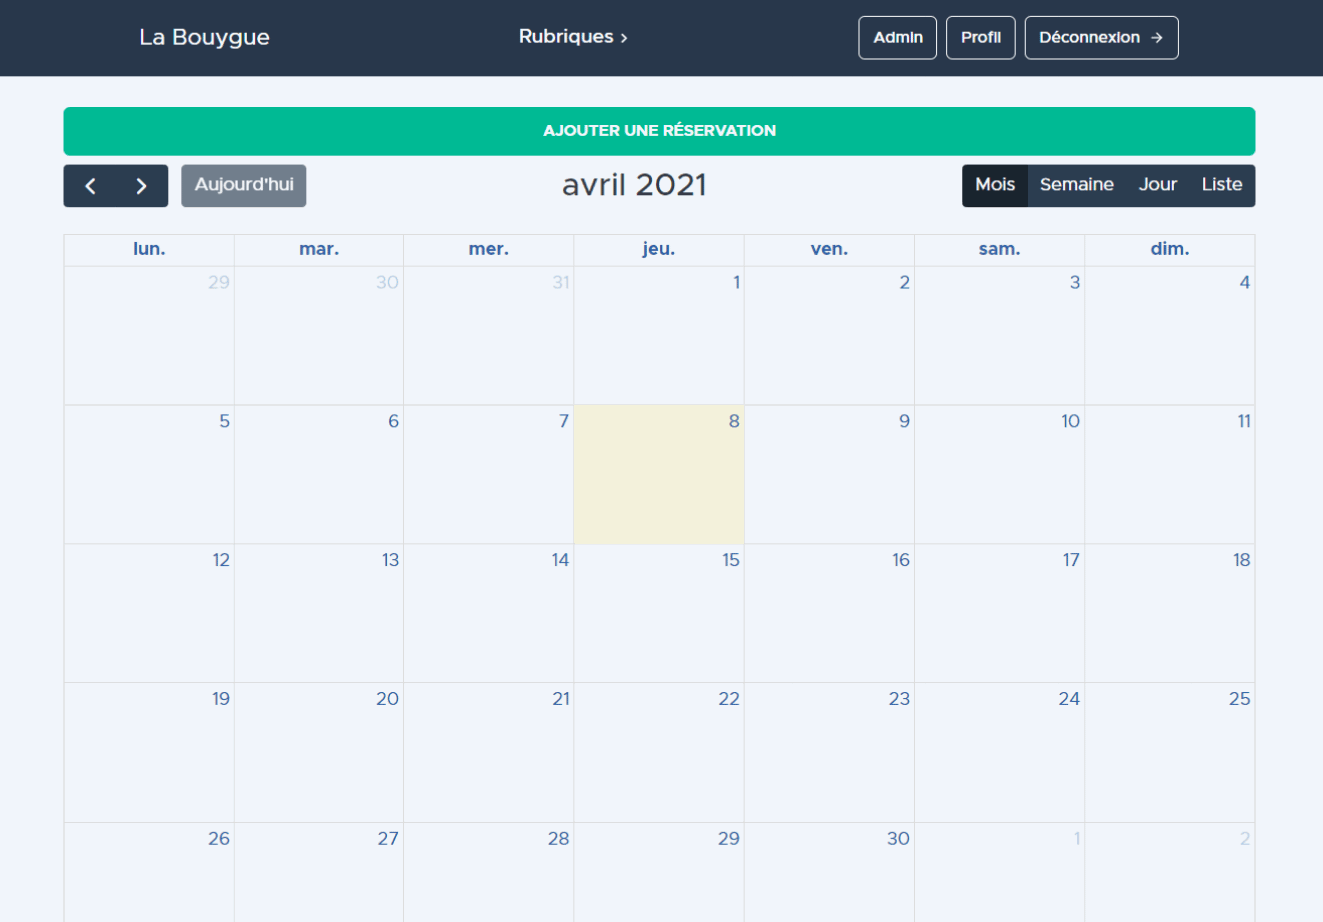 La Bouygue Rubriques › Admin Profil Déconnexion →
AJOUTER UNE RÉSERVATION
Aujourd'hui avril 2021 Mois Semaine Jour Liste
lun. mar. mer. jeu. ven. sam. dim.
29 30 31 1 2 3 4
5 6 7 8 9 10 11
12 13 14 15 16 17 18
19 20 21 22 23 24 25
26 27 28 29 30 1 2